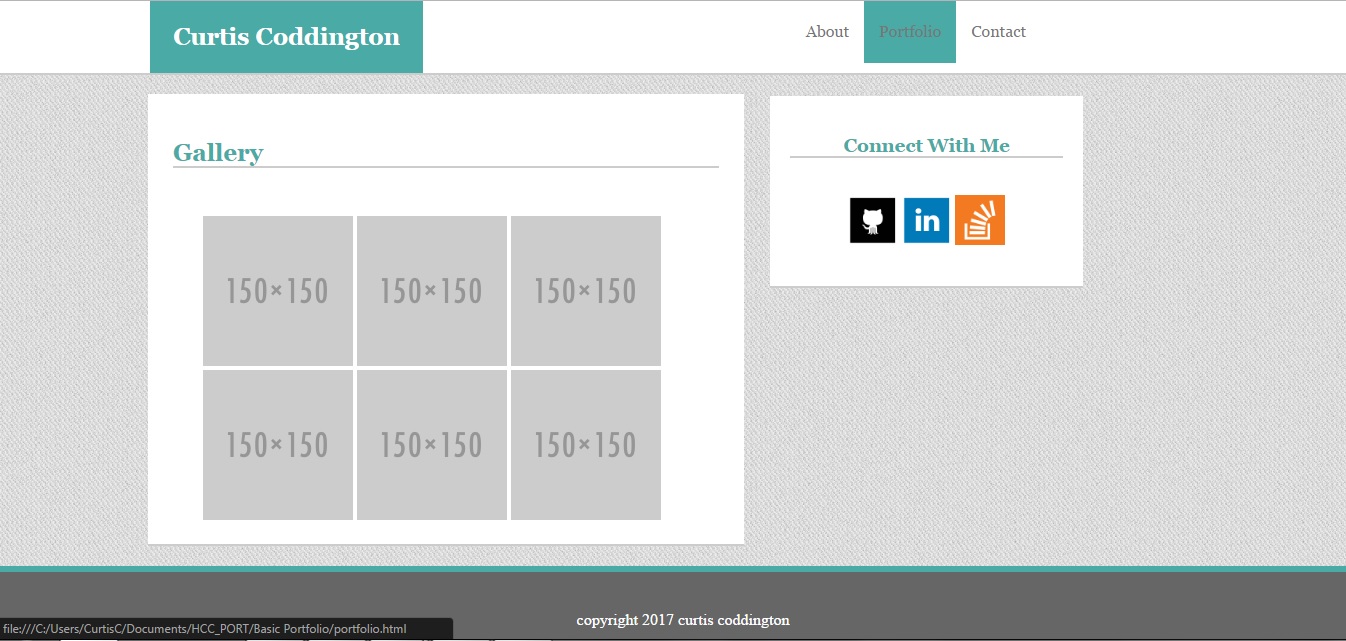 Curtis Coddington
About Portfolio Contact
Gallery
Connect With Me
in
150×150 150×150 150×150
150×150 150×150 150×150
copyright 2017 curtis coddington
file:///C:/Users/CurtisC/Documents/HCC_PORT/Basic Portfolio/portfolio.html